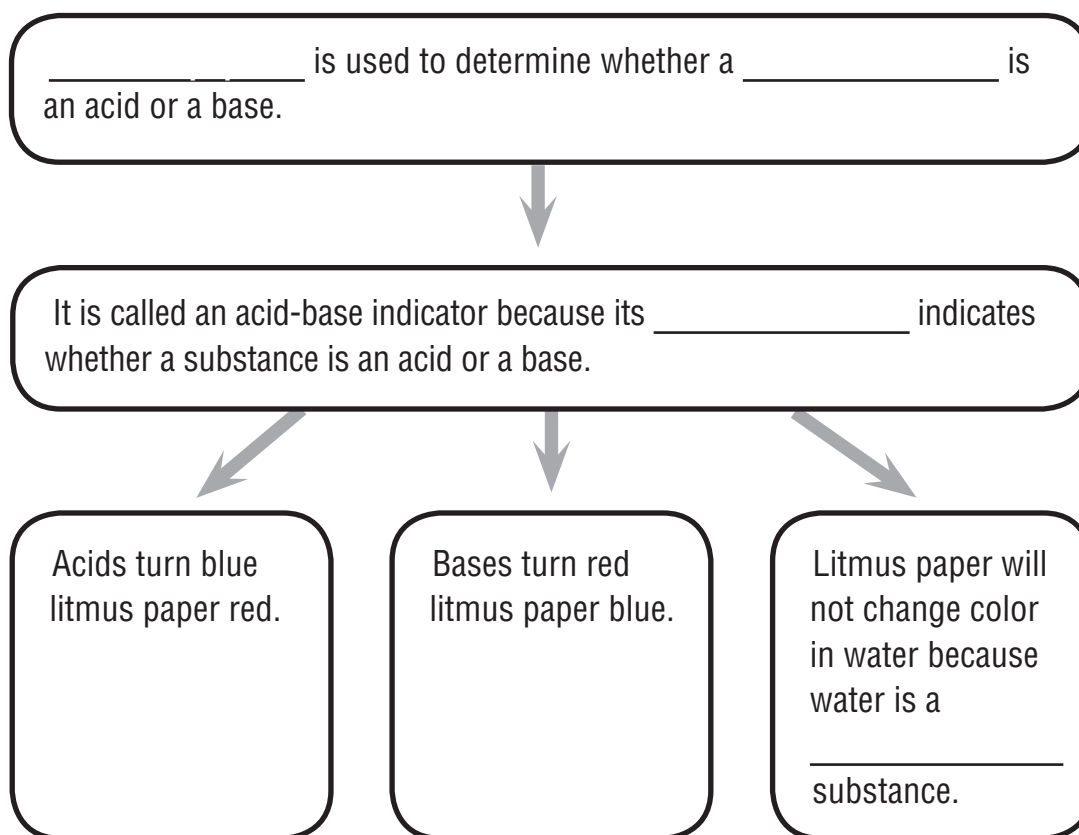 ______________ is used to determine whether a ______________ is
an acid or a base.
It is called an acid-base indicator because its ______________ indicates
whether a substance is an acid or a base.
Acids turn blue
litmus paper red.
Bases turn red
litmus paper blue.
Litmus paper will
not change color
in water because
water is a
______________
substance.